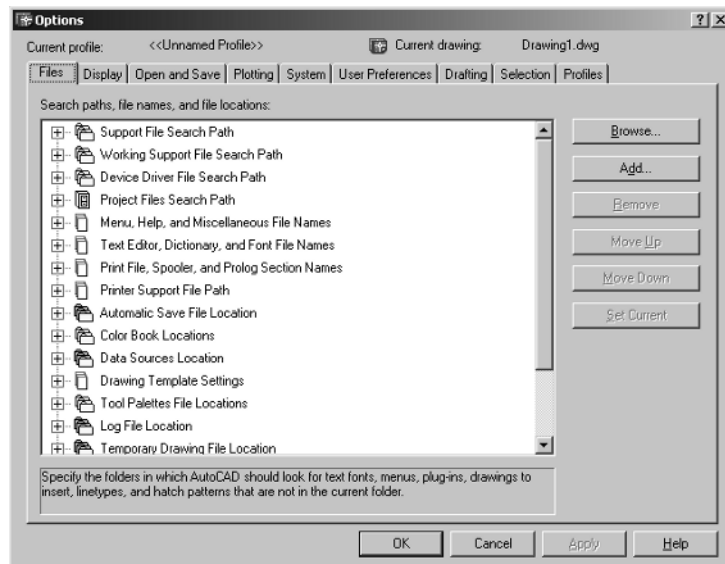 Options
Current profile: <<Unnamed Profile>> Current drawing: Drawing1.dwg
Files Display Open and Save Plotting System User Preferences Drafting Selection Profiles
Search paths, file names, and file locations:
Support File Search Path
Working Support File Search Path
Device Driver File Search Path
Project Files Search Path
Menu, Help, and Miscellaneous File Names
Text Editor, Dictionary, and Font File Names
Print File, Spooler, and Prolog Section Names
Printer Support File Path
Automatic Save File Location
Color Book Locations
Data Sources Location
Drawing Template Settings
Tool Palettes File Locations
Log File Location
Temporary Drawing File Location
Browse...
Add...
Remove
Move Up
Move Down
Set Current
Specify the folders in which AutoCAD should look for text fonts, menus, plug-ins, drawings to
insert, linetypes, and hatch patterns that are not in the current folder.
OK Cancel Apply Help